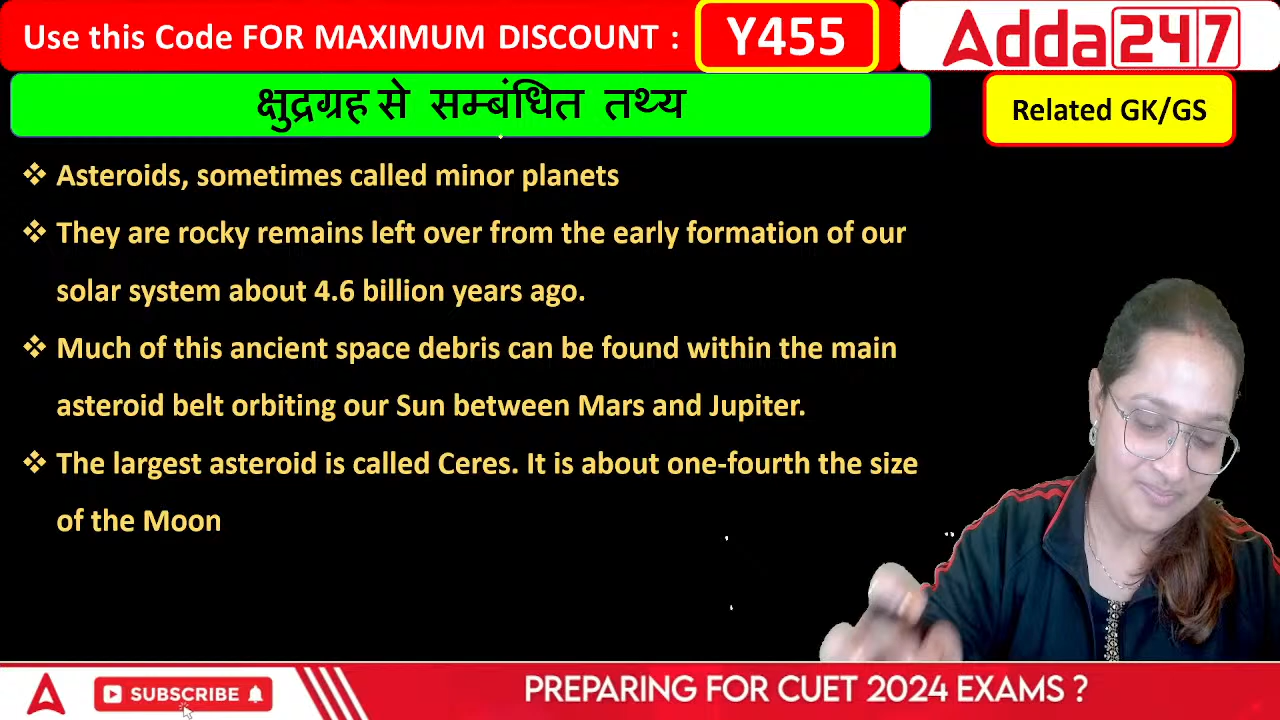 Use this Code FOR MAXIMUM DISCOUNT :
Y455
Adda247
क्षुद्रग्रह से सम्बंधित तथ्य
Related GK/GS
❖ Asteroids, sometimes called minor planets
❖ They are rocky remains left over from the early formation of our
solar system about 4.6 billion years ago.
❖ Much of this ancient space debris can be found within the main
asteroid belt orbiting our Sun between Mars and Jupiter.
❖ The largest asteroid is called Ceres. It is about one-fourth the size
of the Moon
SUBSCRIBE
PREPARING FOR CUET 2024 EXAMS ?